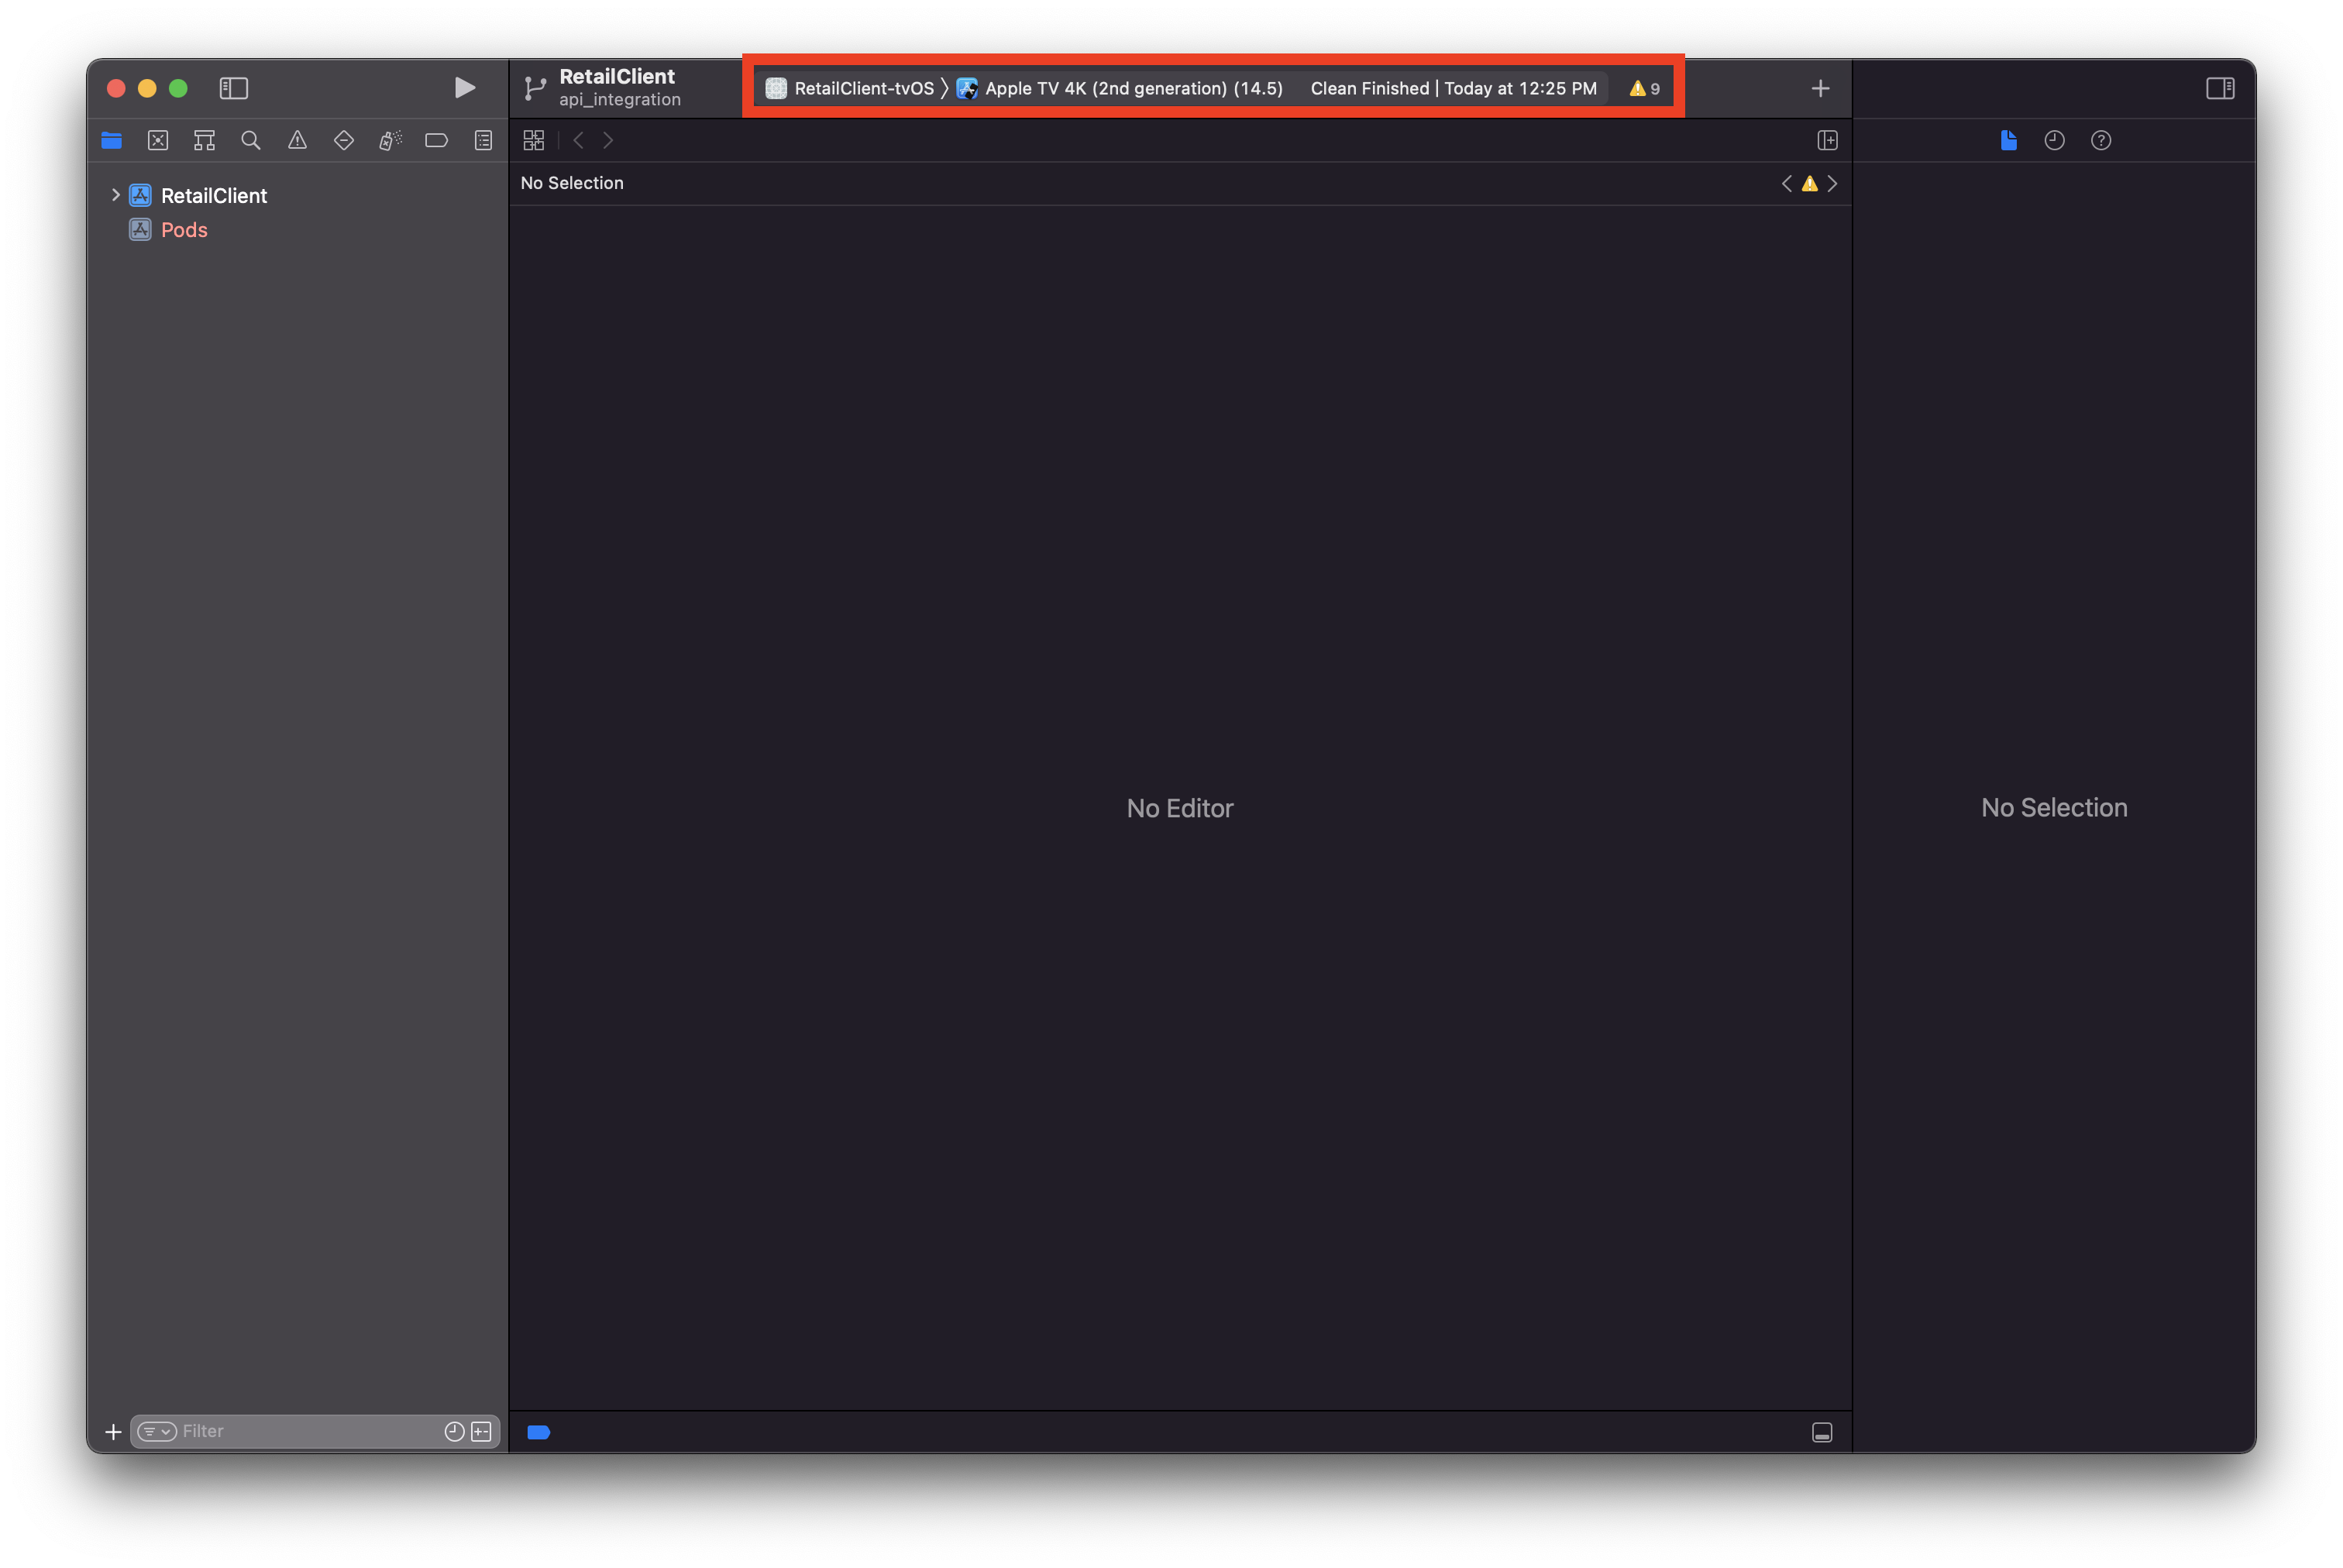 RetailClient
api_integration
RetailClient-tvOS
Apple TV 4K (2nd generation) (14.5)
Clean Finished | Today at 12:25 PM
9
RetailClient
Pods
No Selection
No Editor
No Selection
Filter